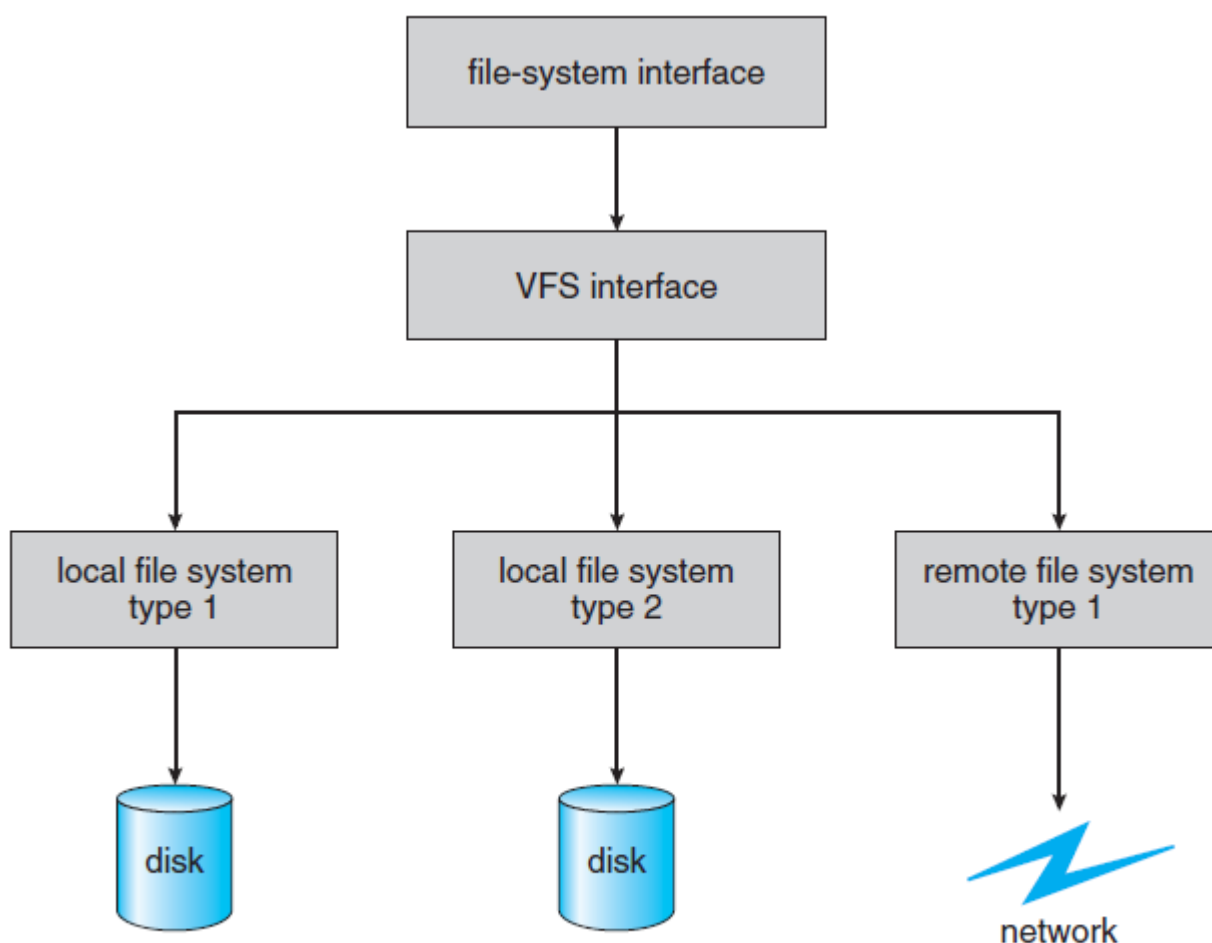 file-system interface
VFS interface
local file system
type 1
local file system
type 2
remote file system
type 1
disk
disk
network